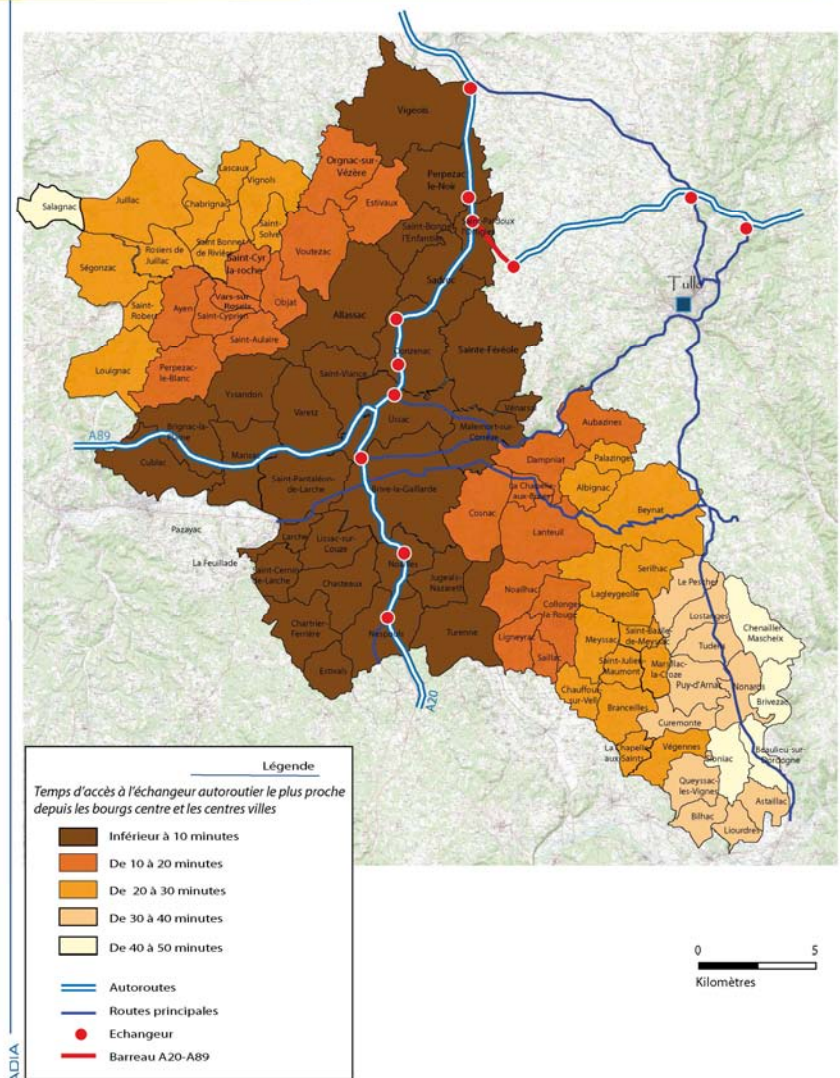 Vigeois
Orgnac-sur-
Vézère
Perpezac
le-Noir
Lascaux
Vignols
Estivaux
Juillac
Chabrignac
Salagnac
Saint-
Solve
Saint-Bonnet
l'Enfantier
Voutezac
Rosiers de
Juillac
Saint Bonnet
de Rivière
Saint-Cyr
la-roche
Ségonzac
Sadroc
Tulle
Vars-sur
Roseix
Objat
Saint-
Robert
Ayen
Saint-Cyprien
Allassac
Saint-Aulaire
Donzenac
Sainte-Féréole
Louignac
Perpezac-
le-Blanc
Saint-Viance
Yssandon
Varetz
Ussac
Vénarsal
Malemort-sur-
Corrèze
Aubazines
Brignac-la-
A89
Cublac
Mansac
Dampniat
Palazinges
Saint-Pantaléon-
de-Larche
Brive-la-Gaillarde
La Chapelle-
Albignac
Beynat
Cosnac
Lanteuil
Pazayac
Larche
Lissac-sur-
Couze
La Feuillade
Saint-Cernin
de-Larche
Chasteaux
Noailles
Jugeals-
Nazareth
Noailhac
Serilhac
Lagleygeolle
Le Pescher
Chartrier-
Ferrière
Collonges
la Rouge
Lostanges
Chenailler-
Mascheix
Nespouls
Turenne
Ligneyrac
Meyssac
Saint-Bazile-
de-Meyssac
Tudeils
Saillac
Saint-Julien-
Maumont
Marcillac-
la-Croze
Estivals
Puy-d'Arnac
Nonards
Brivezac
Chauffour
sur-Vell
Branceilles
Curemonte
A20
La Chapelle
aux-Saints
Végennes
Sioniac
Beaulieu-sur-
Dordogne
Queyssac-
les-Vignes
Astaillac
Bilhac
Liourdres
Légende
Temps d'accès à l'échangeur autoroutier le plus proche
depuis les bourgs centre et les centres villes
Inférieur à 10 minutes
De 10 à 20 minutes
De 20 à 30 minutes
De 30 à 40 minutes
De 40 à 50 minutes
Autoroutes
Routes principales
Echangeur
Barreau A20-A89
0 5
Kilomètres
ADIA